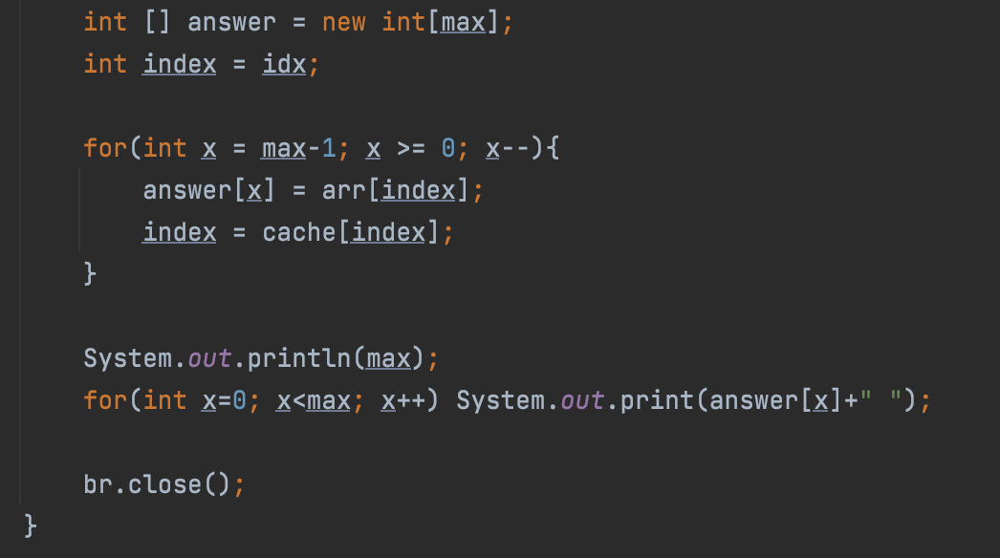 int [] answer = new int[max];
int index = idx;
for(int x = max-1; x >= 0; x--){
answer[x] = arr[index];
index = cache[index];
}
System.out.println(max);
for(int x=0; x<max; x++) System.out.print(answer[x]+" ");
br.close();
}